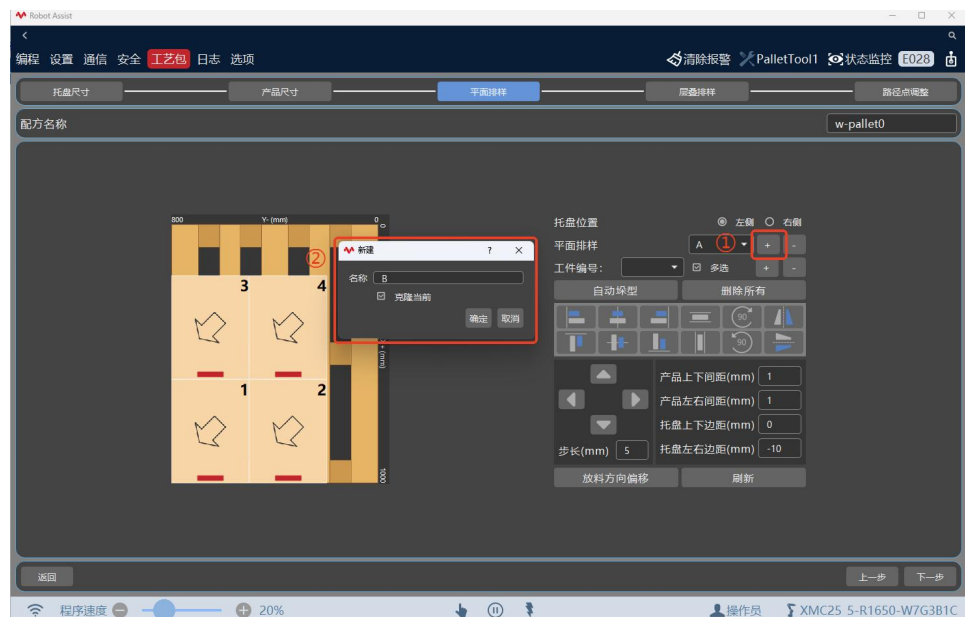 Robot Assist
编程 设置 通信 安全 工艺包 日志 选项 清除报警 PalletTool1 状态监控 E028
托盘尺寸 产品尺寸 平面排样 层叠排样 路径点调整
配方名称 w-pallet0
800 Y- (mm) 0
0
托盘位置 左侧 右侧
平面排样 A ① + -
② 新建 ? ×
工件编号: 多选 + -
名称 B
克隆当前
自动垛型 删除所有
确定 取消
3 4
90
90
+ (mm)
产品上下间距(mm) 1
1 2
产品左右间距(mm) 1
托盘上下边距(mm) 0
步长(mm) 5 托盘左右边距(mm) -10
1000
放料方向偏移 刷新
返回 上一步 下一步
程序速度 20% 操作员 XMC25_5-R1650-W7G3B1C